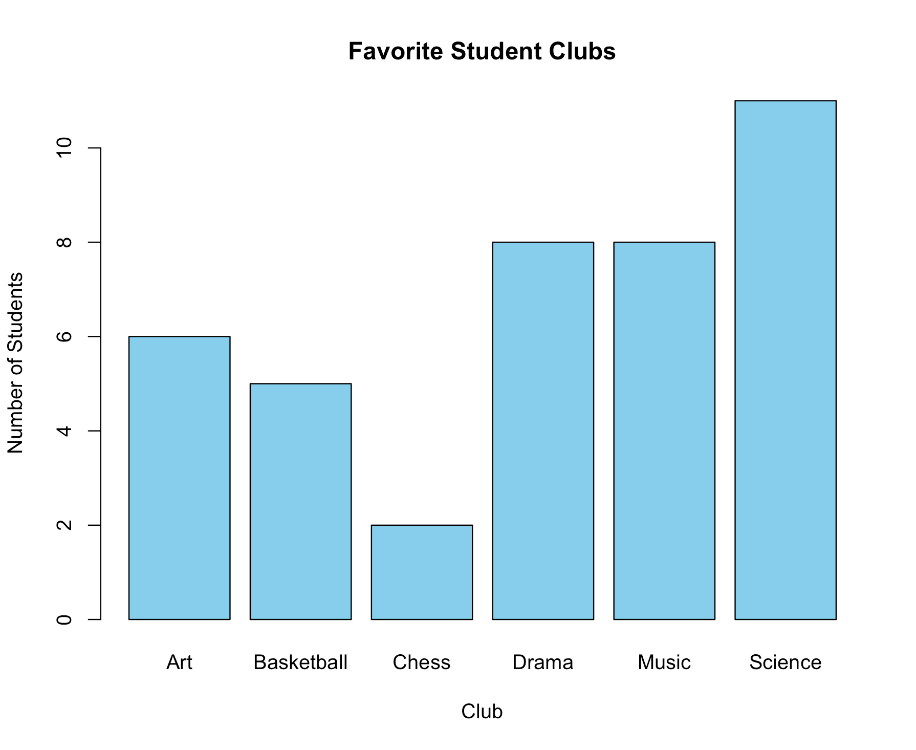 Favorite Student Clubs
Number of Students
10
8
6
4
2
0
Art Basketball Chess Drama Music Science
Club